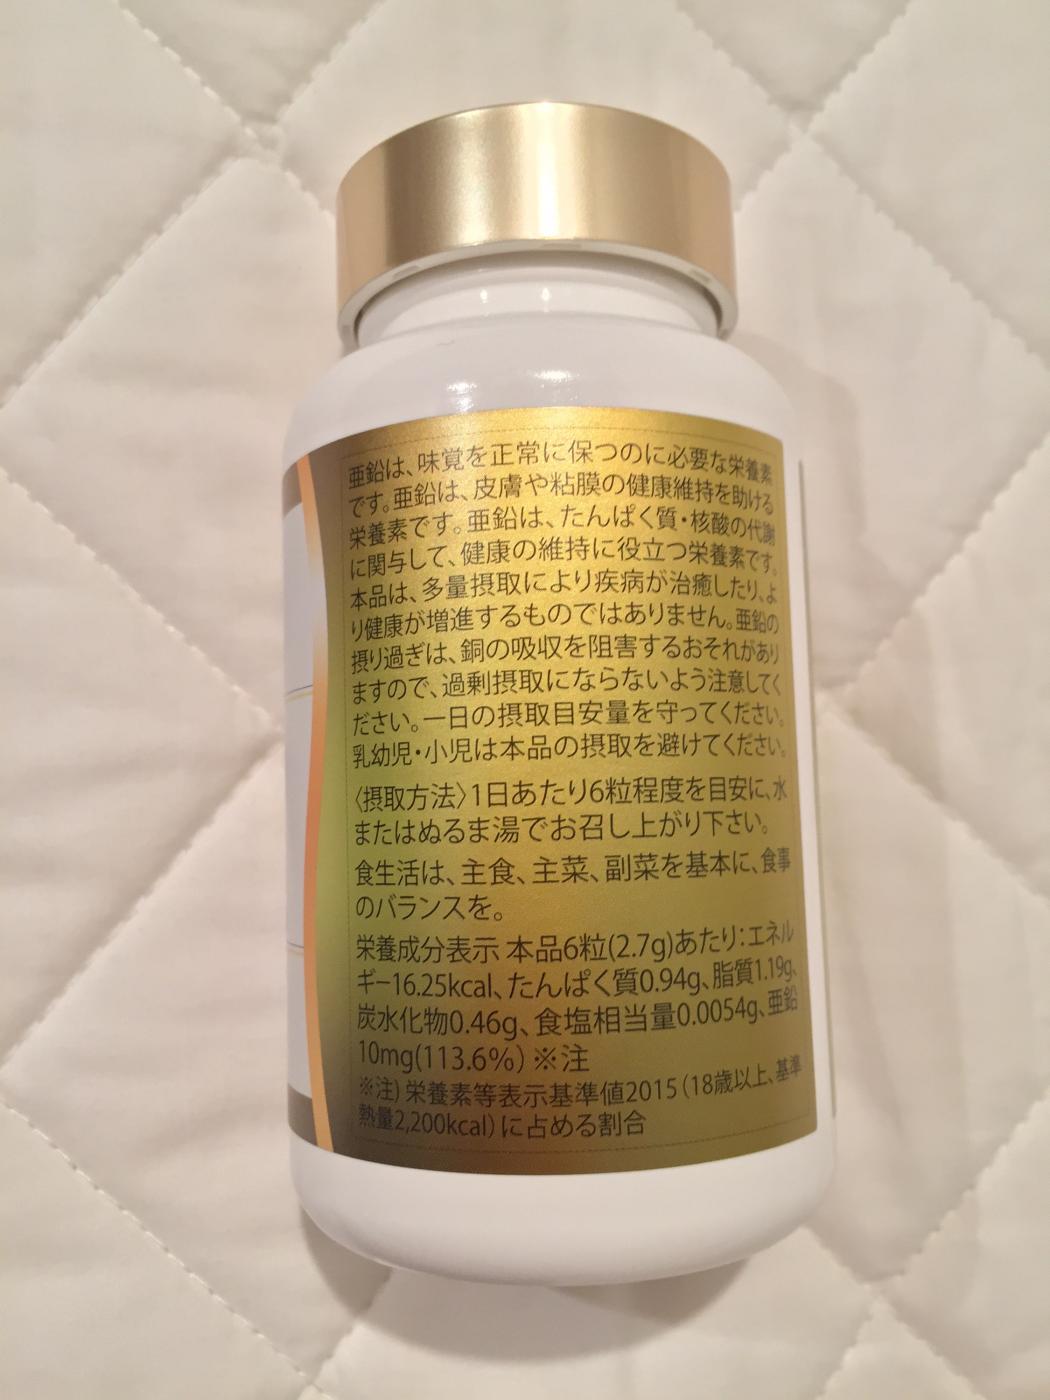 亜鉛は、味覚を正常に保つのに必要な栄養素
です。亜鉛は、皮膚や粘膜の健康維持を助ける
栄養素です。亜鉛は、たんぱく質・核酸の代謝
に関与して、健康の維持に役立つ栄養素です。
本品は、多量摂取により疾病が治癒したり、よ
り健康が増進するものではありません。亜鉛の
摂り過ぎは、銅の吸収を阻害するおそれがあり
ますので、過剰摂取にならないよう注意してく
ださい。一日の摂取目安量を守ってください。
乳幼児・小児は本品の摂取を避けてください。
〈摂取方法〉1日あたり6粒程度を目安に、水
またはぬるま湯でお召し上がり下さい。
食生活は、主食、主菜、副菜を基本に、食事
のバランスを。
栄養成分表示 本品6粒(2.7g)あたり:エネル
ギー16.25kcal、たんぱく質0.94g、脂質1.19g、
炭水化物0.46g、食塩相当量0.0054g、亜鉛
10mg(113.6%)※注
※注) 栄養素等表示基準値2015(18歳以上、基準
熱量2,200kcal)に占める割合